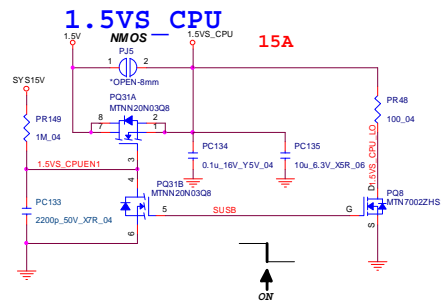 1.5VS_CPU
1.5V
NMOS
1.5VS_CPU
15A
PJ5
1
2
*OPEN-8mm
SYS15V
PQ31A
MTNN20N03Q8
8
7
2
1
3
PR149
1M_04
PR48
100_04
PC134
0.1u_16V_Y5V_04
PC135
10u_6.3V_X5R_06
1.5VS_CPUEN1
1.5VS_CPU_LO
4
PQ31B
MTNN20N03Q8
5
6
SUSB
G
D
S
PQ8
MTN7002ZHS
PC133
2200p_50V_X7R_04
ON